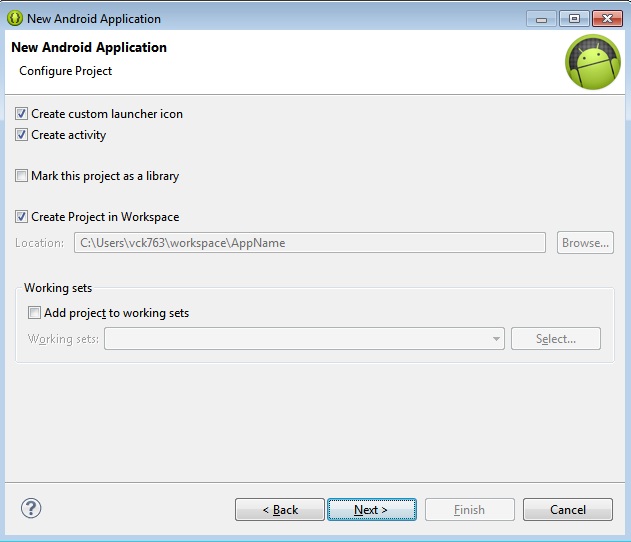 New Android Application
New Android Application
Configure Project
Create custom launcher icon
Create activity
Mark this project as a library
Create Project in Workspace
Location: C:\Users\vck763\workspace\AppName Browse...
Working sets
Add project to working sets
Working sets: Select...
? < Back Next > Finish Cancel